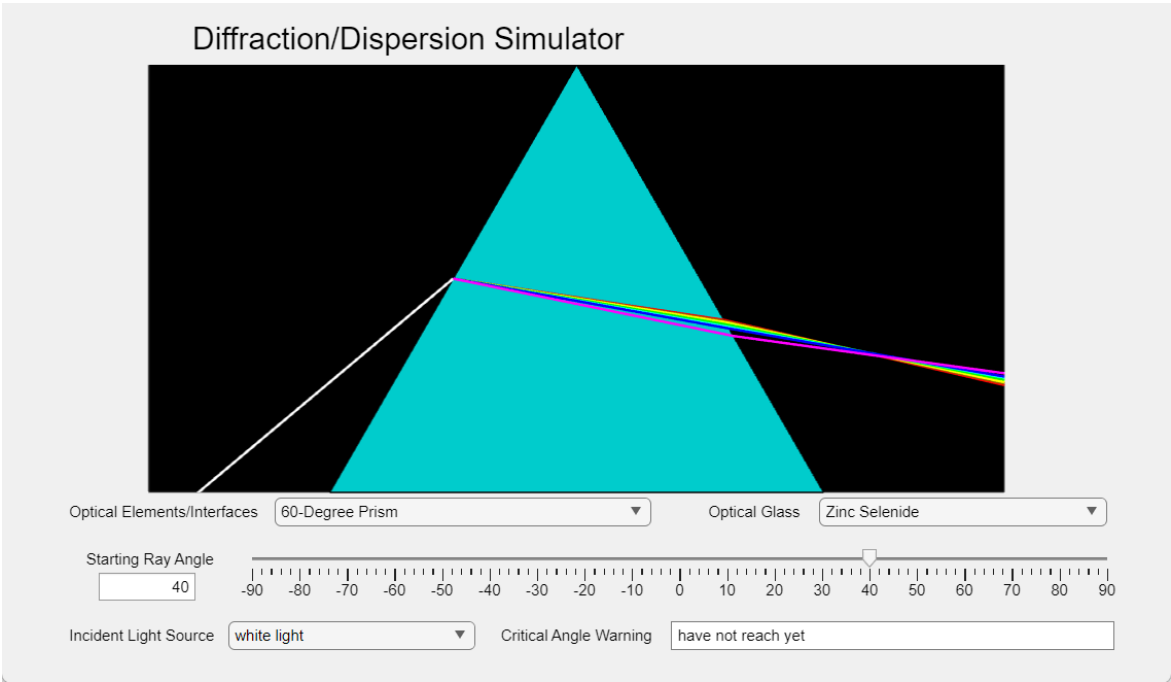 Diffraction/Dispersion Simulator
Optical Elements/Interfaces 60-Degree Prism Optical Glass Zinc Selenide
Starting Ray Angle
40
-90 -80 -70 -60 -50 -40 -30 -20 -10 0 10 20 30 40 50 60 70 80 90
Incident Light Source white light Critical Angle Warning have not reach yet